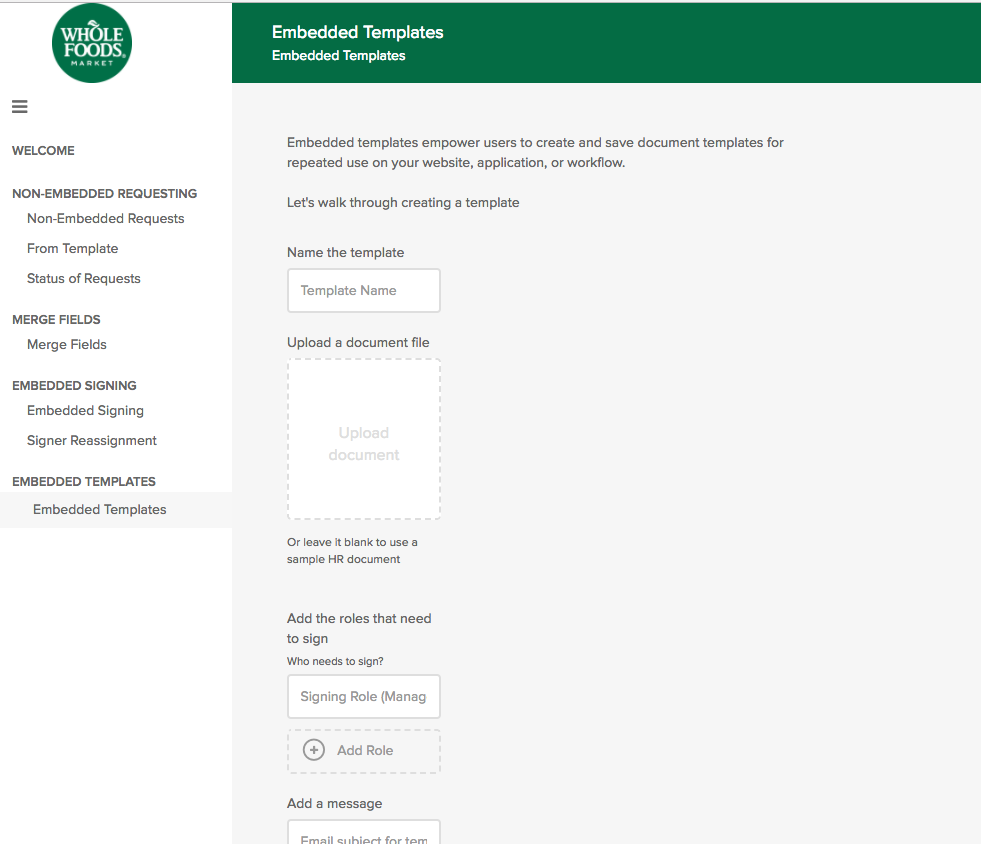 WHOLE
FOODS
MARKET
WELCOME
NON-EMBEDDED REQUESTING
Non-Embedded Requests
From Template
Status of Requests
MERGE FIELDS
Merge Fields
EMBEDDED SIGNING
Embedded Signing
Signer Reassignment
EMBEDDED TEMPLATES
Embedded Templates
Embedded Templates
Embedded Templates
Embedded templates empower users to create and save document templates for
repeated use on your website, application, or workflow.
Let's walk through creating a template
Name the template
Template Name
Upload a document file
Upload
document
Or leave it blank to use a
sample HR document
Add the roles that need
to sign
Who needs to sign?
Signing Role (Manag
Add Role
Add a message
Email subject for tem